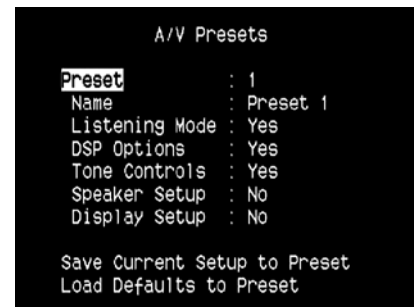 A/V Presets
Preset : 1
Name : Preset 1
Listening Mode : Yes
DSP Options : Yes
Tone Controls : Yes
Speaker Setup : No
Display Setup : No
Save Current Setup to Preset
Load Defaults to Preset